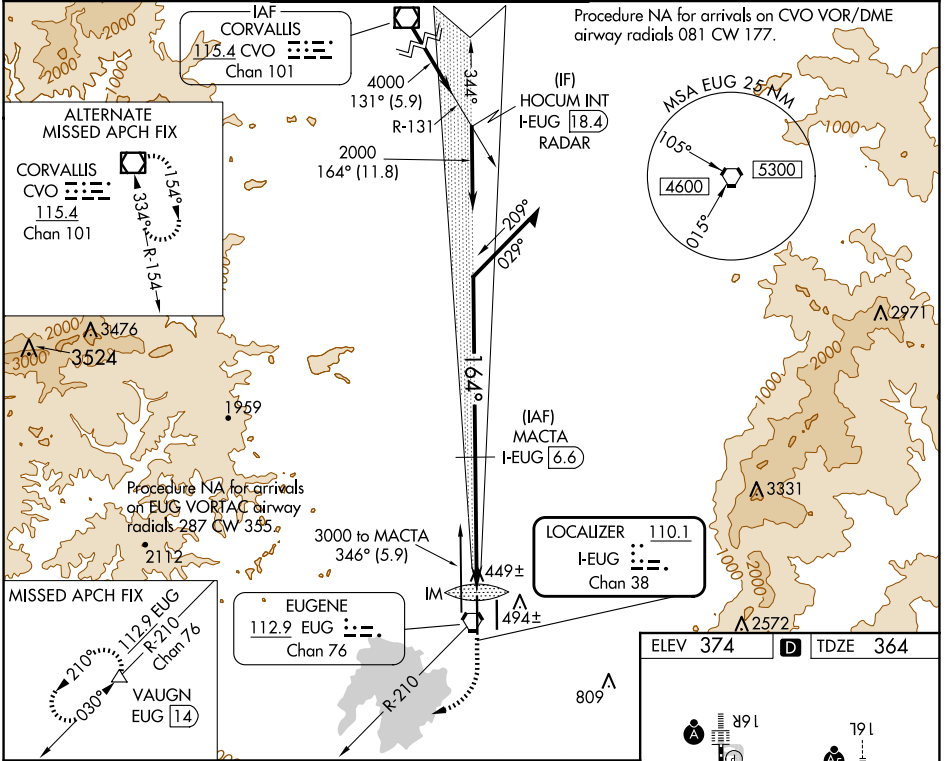 IAF
CORVALLIS
115.4 CVO
Chan 101
Procedure NA for arrivals on CVO VOR/DME
airway radials 081 CW 177.
2000
2000
4000
131° (5.9)
R-131
344°
(IF)
HOCUM INT
I-EUG 18.4
RADAR
2000
164° (11.8)
MSA EUG 25 NM
105°
4600
5300
015°
1000
ALTERNATE
MISSED APCH FIX
CORVALLIS
CVO
115.4
Chan 101
154°
334°
R-154
209°
029°
2000
3476
3000
3524
2971
2000
1000
164°
1959
(IAF)
MACTA
I-EUG 6.6
Procedure NA for arrivals
on EUG VORTAC airway
radials 287 CW 355.
2112
3331
3000 to MACTA
346° (5.9)
LOCALIZER 110.1
I-EUG
Chan 38
1000
2000
449±
IM
494±
2572
MISSED APCH FIX
112.9 EUG
R-210
Chan 76
210°
030°
VAUGN
EUG 14
EUGENE
112.9 EUG
Chan 76
R-210
809
ELEV 374 D TDZE 364
A
16R
16L
d